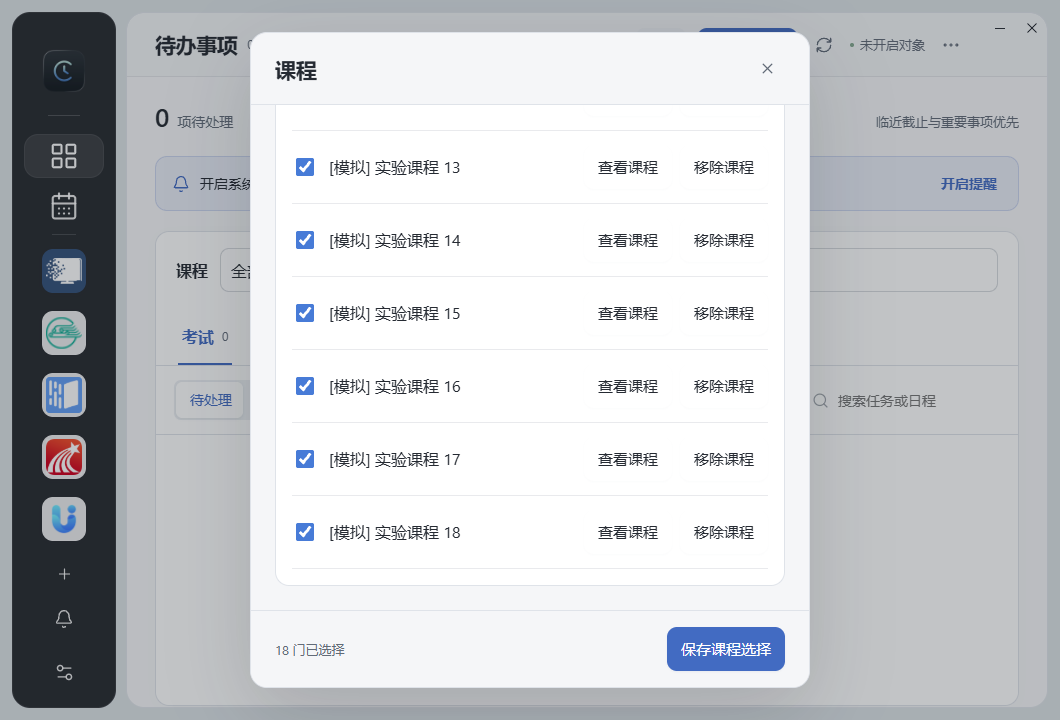 待办事项
未开启对象
0 项待处理
临近截止与重要事项优先
开启系统
开启提醒
课程
考试 0
待处理
搜索任务或日程
课程
[模拟] 实验课程 13 查看课程 移除课程
[模拟] 实验课程 14 查看课程 移除课程
[模拟] 实验课程 15 查看课程 移除课程
[模拟] 实验课程 16 查看课程 移除课程
[模拟] 实验课程 17 查看课程 移除课程
[模拟] 实验课程 18 查看课程 移除课程
18 门已选择
保存课程选择